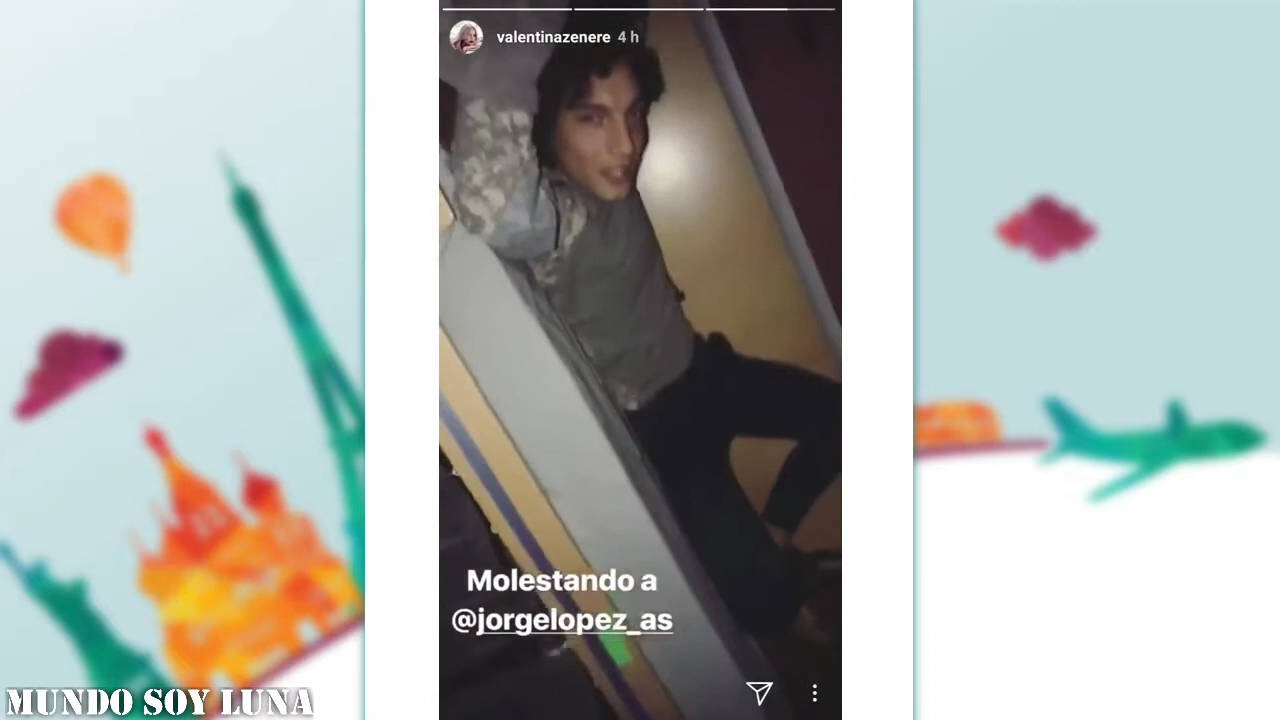 valentinazenere 4 h
Molestando a
@jorgelopez_as
MUNDO SOY LUNA